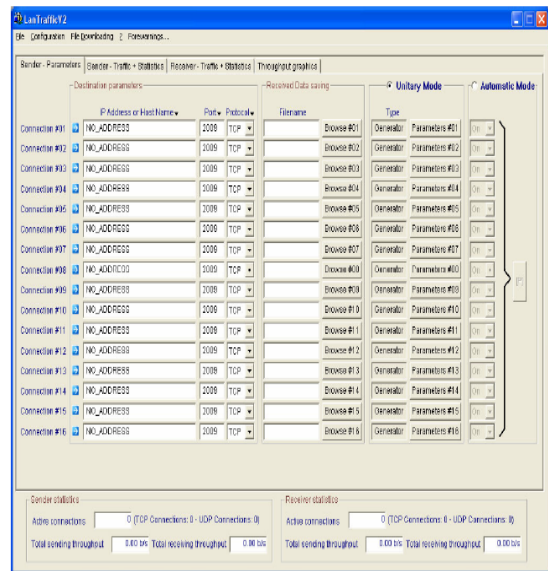 LanTrafficV2
File Configuration File Downloading ? Forewarnings...
Sender - Parameters Sender - Traffic + Statistics Receiver - Traffic + Statistics Throughput graphics
Destination parameters Received Data saving Unitary Mode Automatic Mode
IP Address or Host Name Port Protocol Filename Type
Connection #01 NO_ADDRESS 2009 TCP Browse #01 Generator Parameters #01 On
Connection #02 NO_ADDRESS 2009 TCP Browse #02 Generator Parameters #02 On
Connection #03 NO_ADDRESS 2009 TCP Browse #03 Generator Parameters #03 On
Connection #04 NO_ADDRESS 2009 TCP Browse #04 Generator Parameters #04 On
Connection #05 NO_ADDRESS 2009 TCP Browse #05 Generator Parameters #05 On
Connection #06 NO_ADDRESS 2009 TCP Browse #06 Generator Parameters #06 On
Connection #07 NO_ADDRESS 2009 TCP Browse #07 Generator Parameters #07 On
Connection #08 NO_ADDRESS 2009 TCP Browse #08 Generator Parameters #08 On
Connection #09 NO_ADDRESS 2009 TCP Browse #09 Generator Parameters #09 On
Connection #10 NO_ADDRESS 2009 TCP Browse #10 Generator Parameters #10 On
Connection #11 NO_ADDRESS 2009 TCP Browse #11 Generator Parameters #11 On
Connection #12 NO_ADDRESS 2009 TCP Browse #12 Generator Parameters #12 On
Connection #13 NO_ADDRESS 2009 TCP Browse #13 Generator Parameters #13 On
Connection #14 NO_ADDRESS 2009 TCP Browse #14 Generator Parameters #14 On
Connection #15 NO_ADDRESS 2009 TCP Browse #15 Generator Parameters #15 On
Connection #16 NO_ADDRESS 2009 TCP Browse #16 Generator Parameters #16 On
Sender statistics Receiver statistics
Active connections 0 (TCP Connections: 0 - UDP Connections: 0) Active connections 0 (TCP Connections: 0 - UDP Connections: 0)
Total sending throughput 0.00 b/s Total receiving throughput 0.00 b/s Total sending throughput 0.00 b/s Total receiving throughput 0.00 b/s